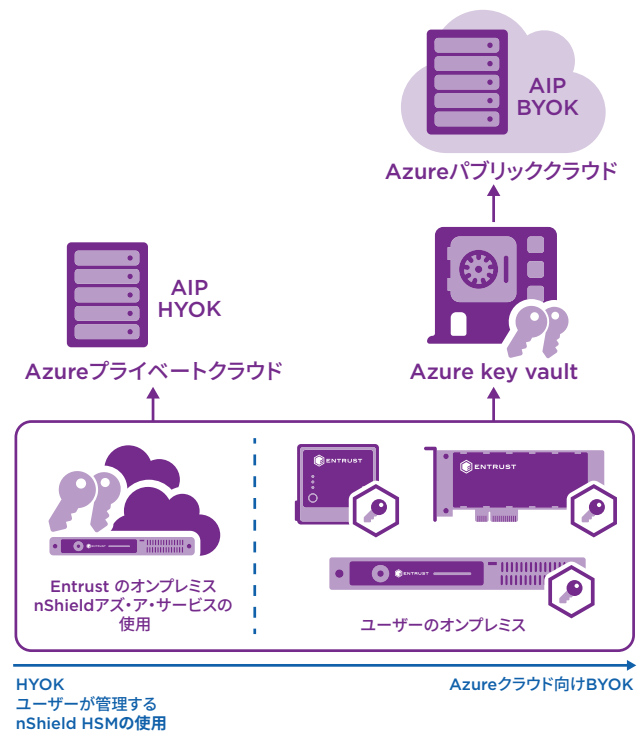 AIP
BYOK
Azureパブリッククラウド
AIP
HYOK
Azureプライベートクラウド
Azure key vault
ENTRUST
ENTRUST
ENTRUST
ENTRUST
Entrust のオンプレミス
nShieldアズ・ア・サービスの
使用
ユーザーのオンプレミス
HYOK
ユーザーが管理する
nShield HSMの使用
Azureクラウド向けBYOK